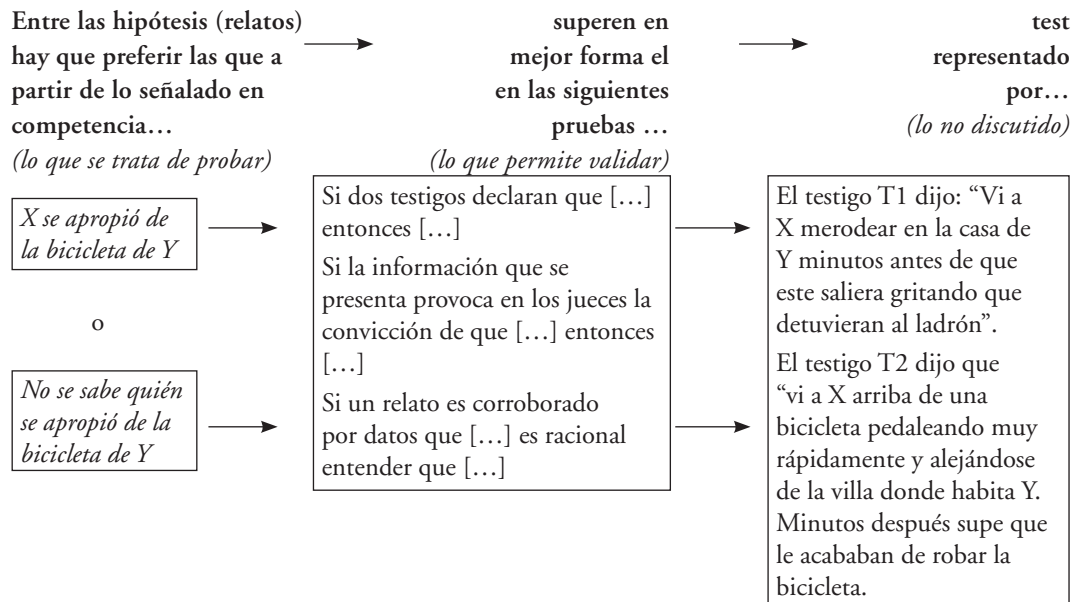 Entre las hipótesis (relatos)
hay que preferir las que a
partir de lo señalado en
competencia…
(lo que se trata de probar)
superen en
mejor forma el
en las siguientes
pruebas …
(lo que permite validar)
test
representado
por…
(lo no discutido)
X se apropió de
la bicicleta de Y
o
No se sabe quién
se apropió de la
bicicleta de Y
Si dos testigos declaran que […]
entonces […]
Si la información que se
presenta provoca en los jueces la
convicción de que […] entonces
[…]
Si un relato es corroborado
por datos que […] es racional
entender que […]
El testigo T1 dijo: “Vi a
X merodear en la casa de
Y minutos antes de que
este saliera gritando que
detuvieran al ladrón”.
El testigo T2 dijo que
“vi a X arriba de una
bicicleta pedaleando muy
rápidamente y alejándose
de la villa donde habita Y.
Minutos después supe que
le acababan de robar la
bicicleta.